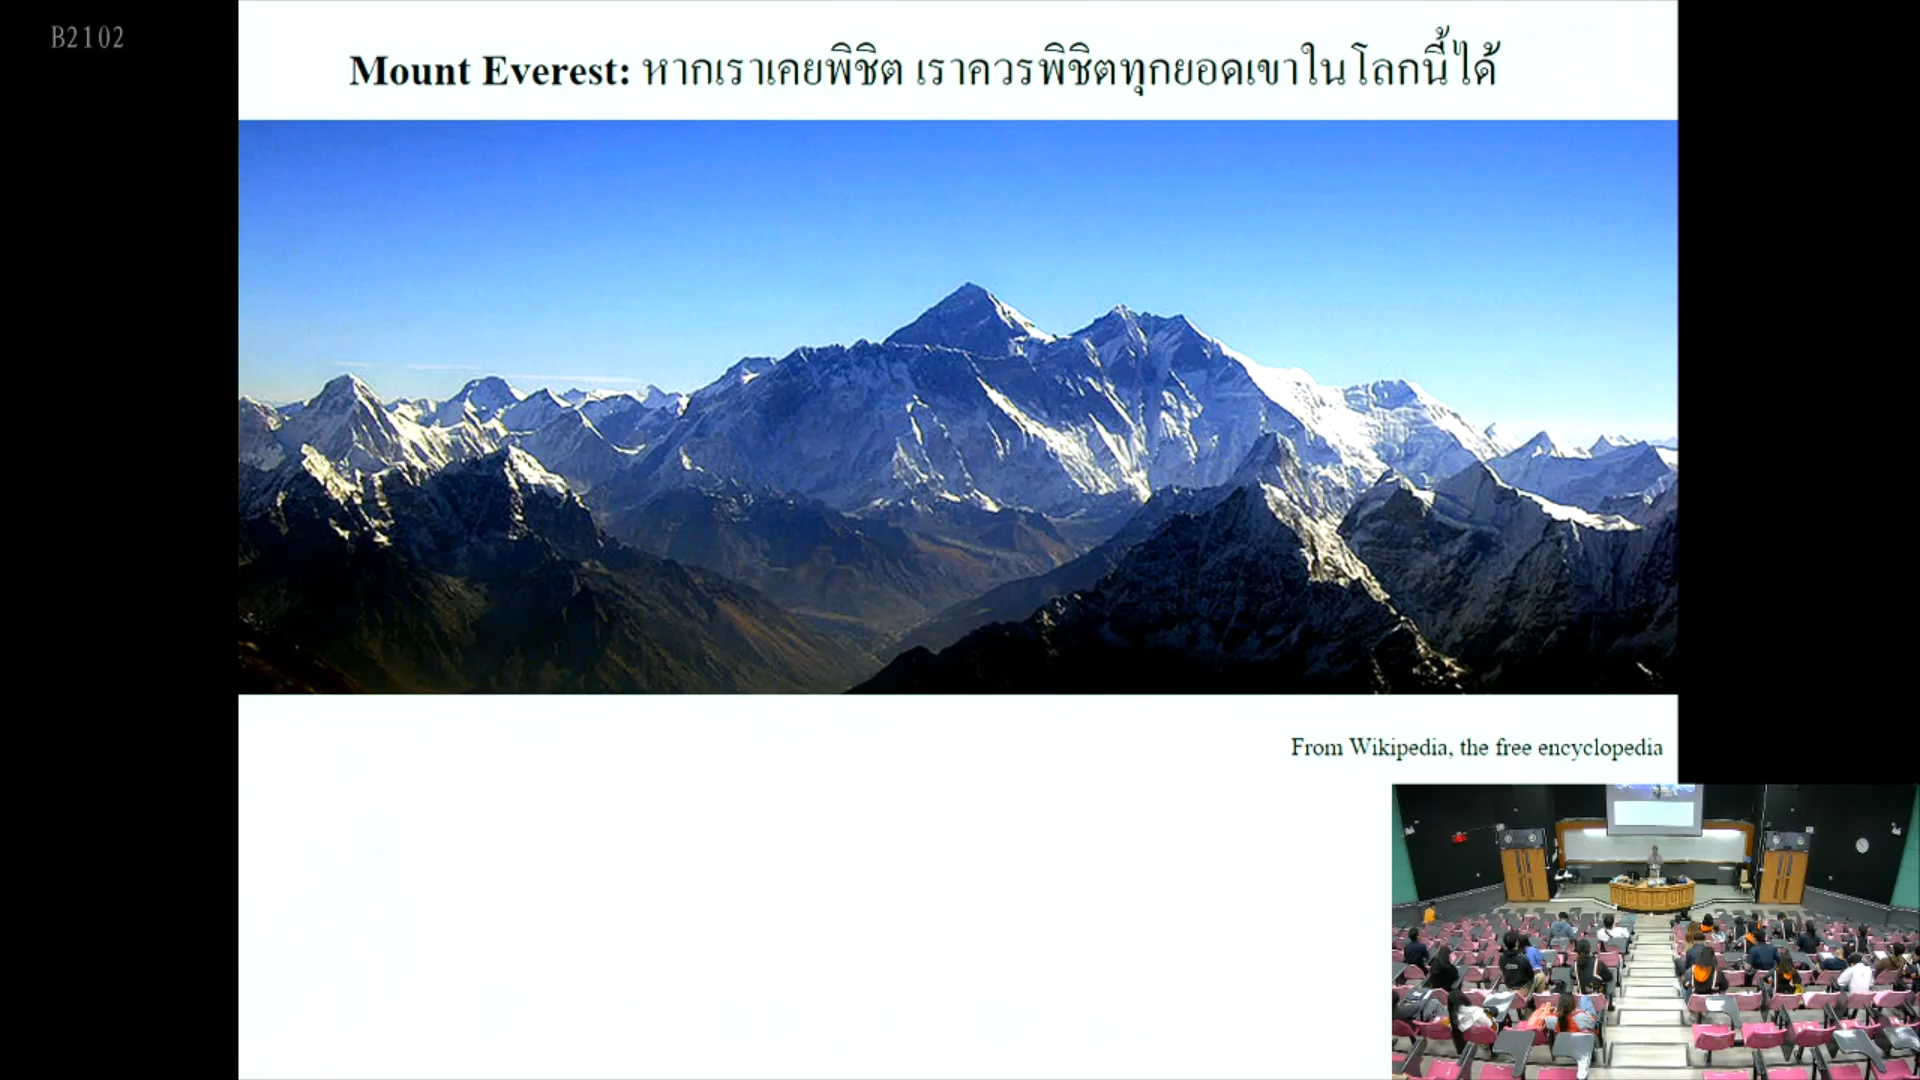 B2102
Mount Everest: หากเราเคยพิชิต เราควรพิชิตทุกยอดเขาในโลกนี้ได้
From Wikipedia, the free encyclopedia